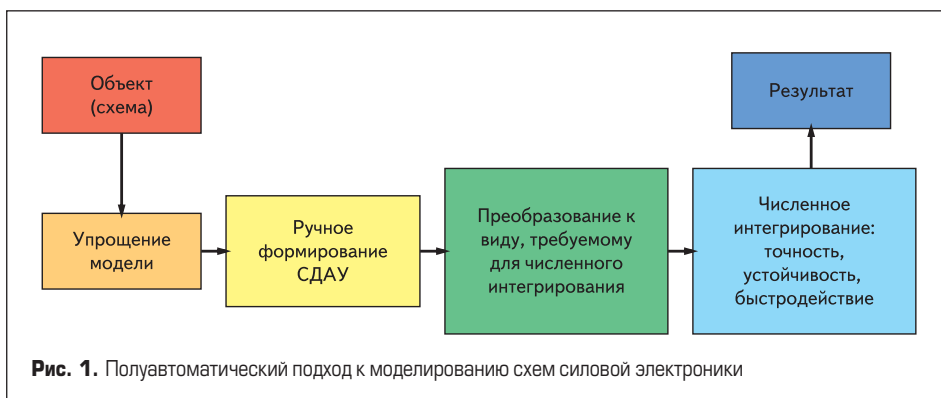 Объект
(схема)
Упрощение
модели
Ручное
формирование
СДАУ
Преобразование к
виду, требуемому
для численного
интегрирования
Численное
интегрирование:
точность,
устойчивость,
быстродействие
Результат
Рис. 1. Полуавтоматический подход к моделированию схем силовой электроники